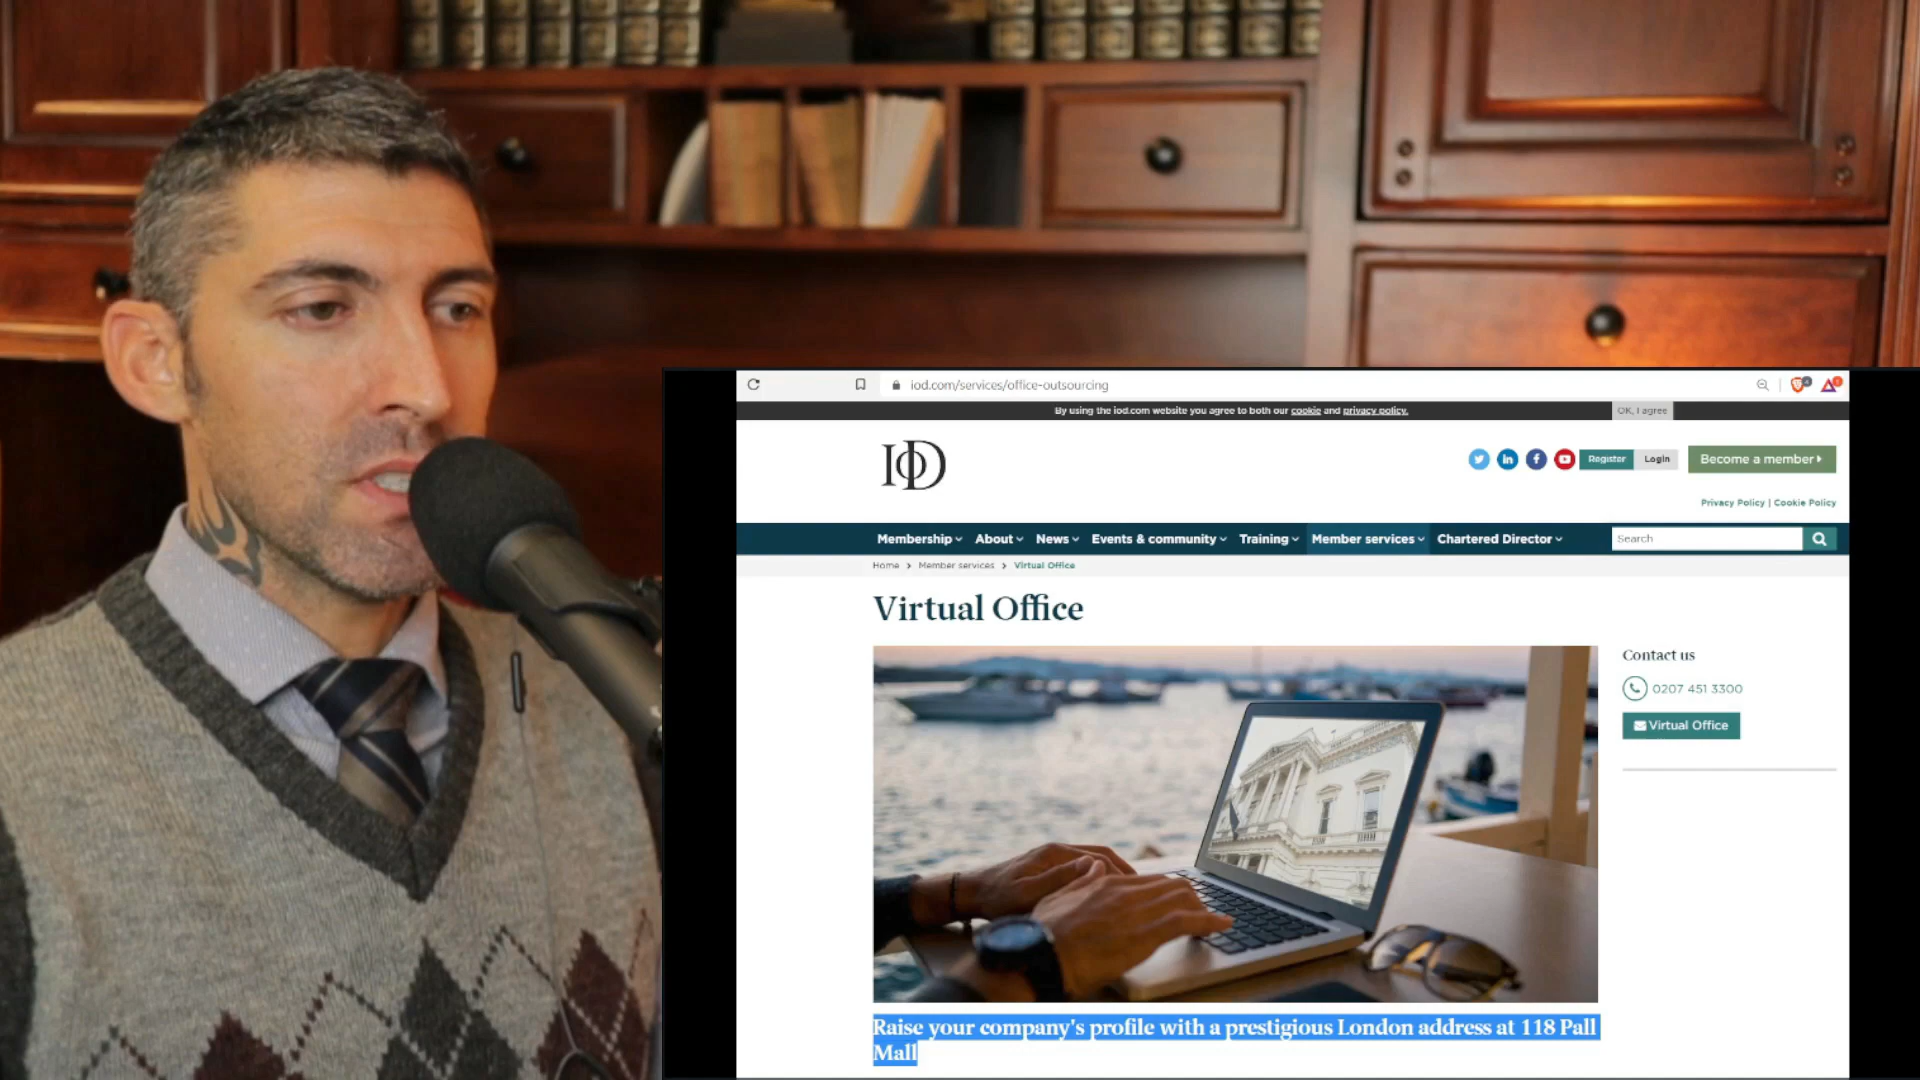 iod.com/services/office-outsourcing
By using the iod.com website you agree to both our cookie and privacy policy.
OK, I agree
IOD
Register
Login
Become a member
Privacy Policy | Cookie Policy
Membership
About
News
Events & community
Training
Member services
Chartered Director
Search
Home > Member services > Virtual Office
Virtual Office
Contact us
0207 451 3300
Virtual Office
Raise your company's profile with a prestigious London address at 118 Pall
Mall